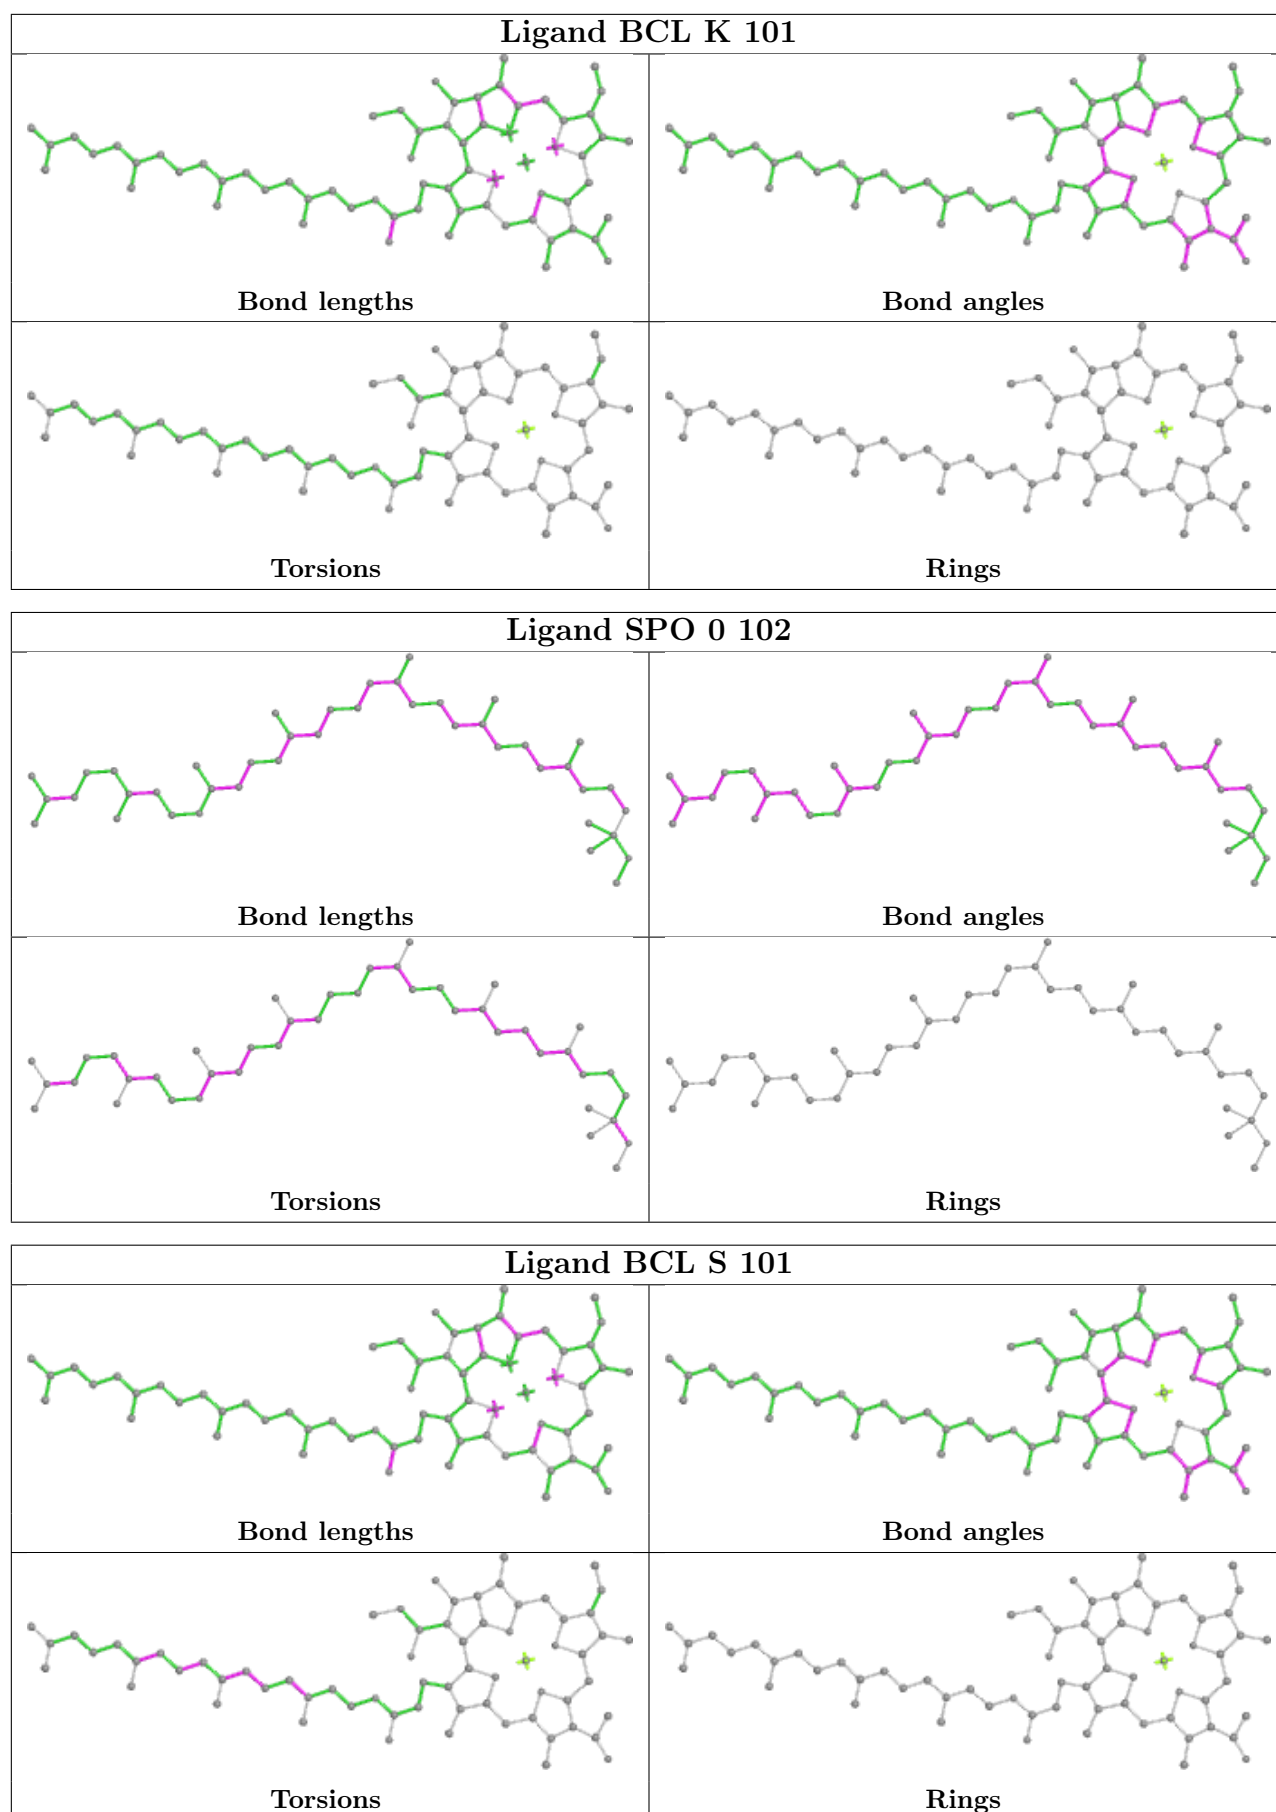 Ligand BCL K 101
Bond lengths
Bond angles
Torsions
Rings
Ligand SPO 0 102
Bond lengths
Bond angles
Torsions
Rings
Ligand BCL S 101
Bond lengths
Bond angles
Torsions
Rings